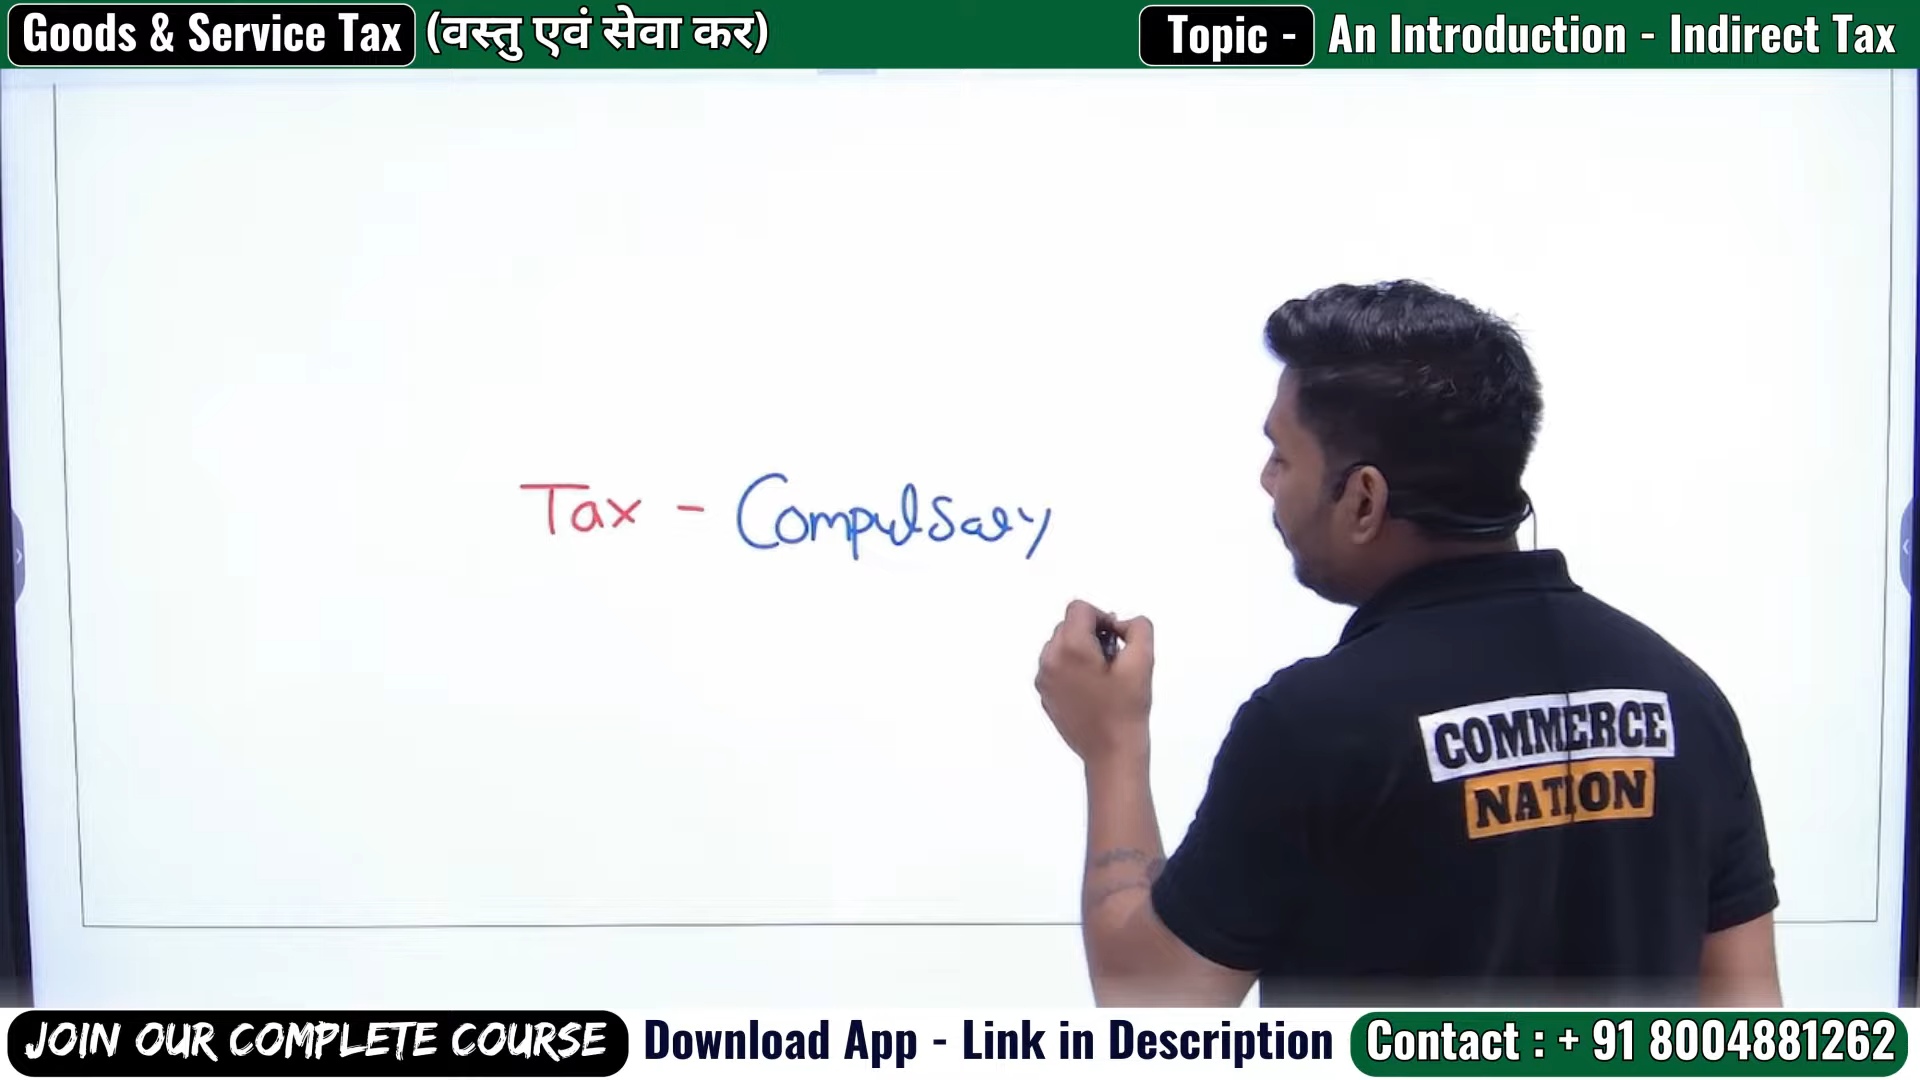 Goods & Service Tax (वस्तु एवं सेवा कर) Topic - An Introduction - Indirect Tax
Tax - Compulsary
COMMERCE
NATION
JOIN OUR COMPLETE COURSE Download App - Link in Description Contact : + 91 8004881262